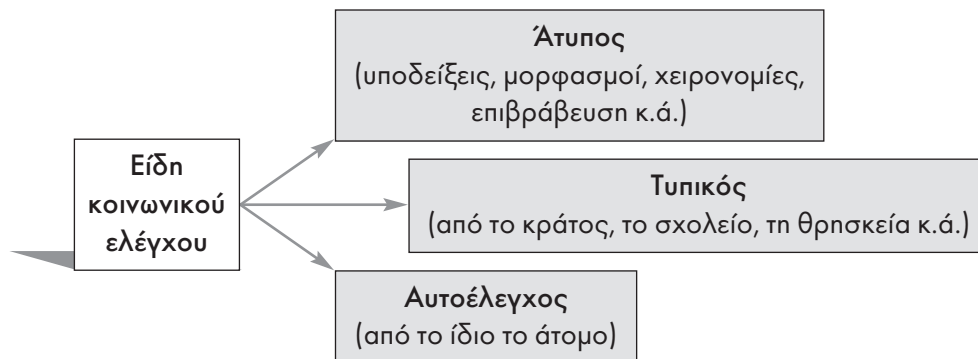 Άτυπος
(υποδείξεις, μορφασμοί, χειρονομίες,
επιβράβευση κ.ά.)
Είδη
κοινωνικού
ελέγχου
Τυπικός
(από το κράτος, το σχολείο, τη θρησκεία κ.ά.)
Αυτοέλεγχος
(από το ίδιο το άτομο)